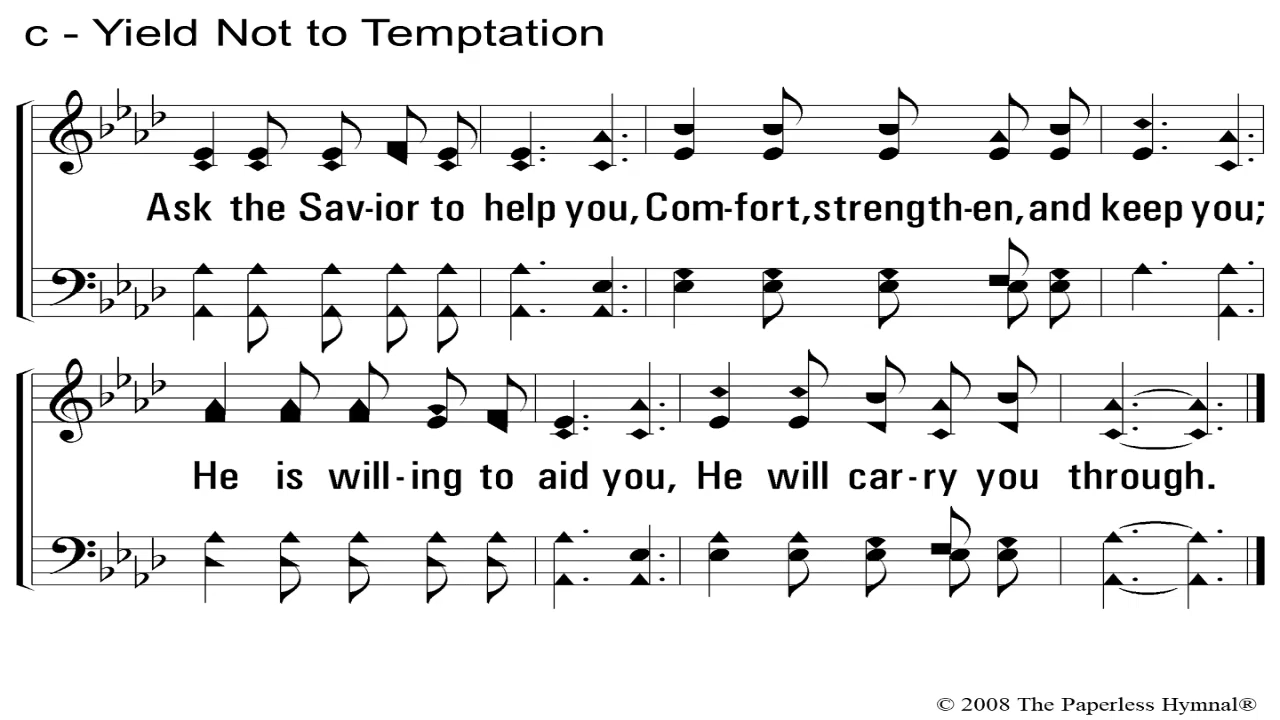 c - Yield Not to Temptation
Ask the Sav-ior to help you, Com-fort, strength-en, and keep you;
He is will-ing to aid you, He will car-ry you through.
© 2008 The Paperless Hymnal®